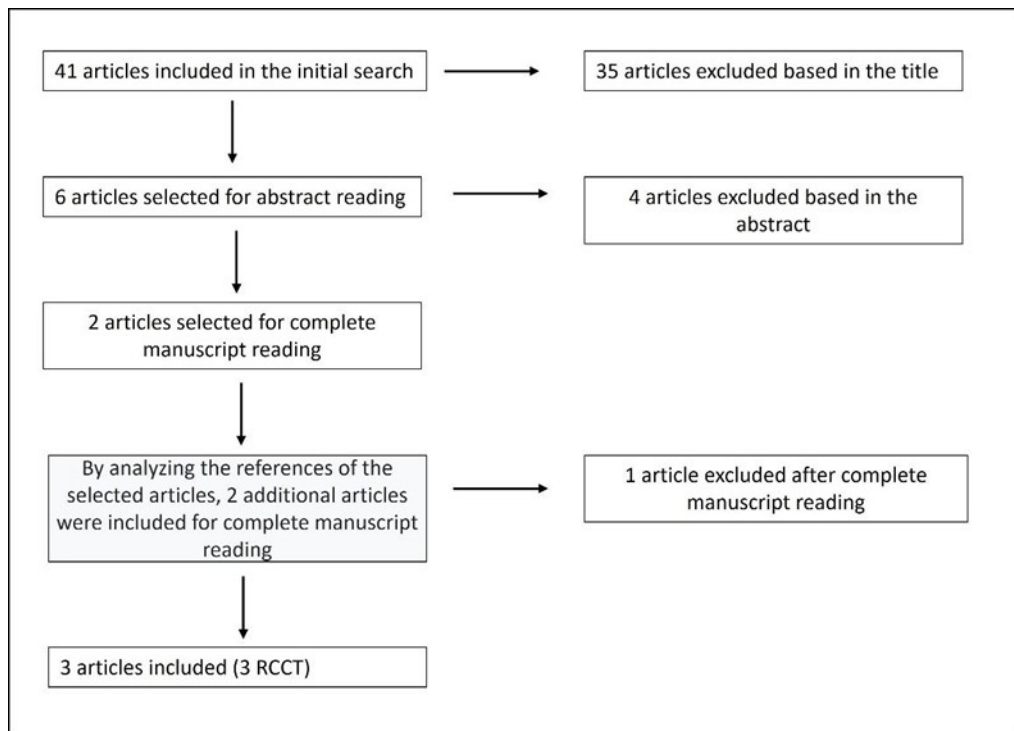 41 articles included in the initial search
35 articles excluded based in the title
6 articles selected for abstract reading
4 articles excluded based in the
abstract
2 articles selected for complete
manuscript reading
By analyzing the references of the
selected articles, 2 additional articles
were included for complete manuscript
reading
1 article excluded after complete
manuscript reading
3 articles included (3 RCCT)